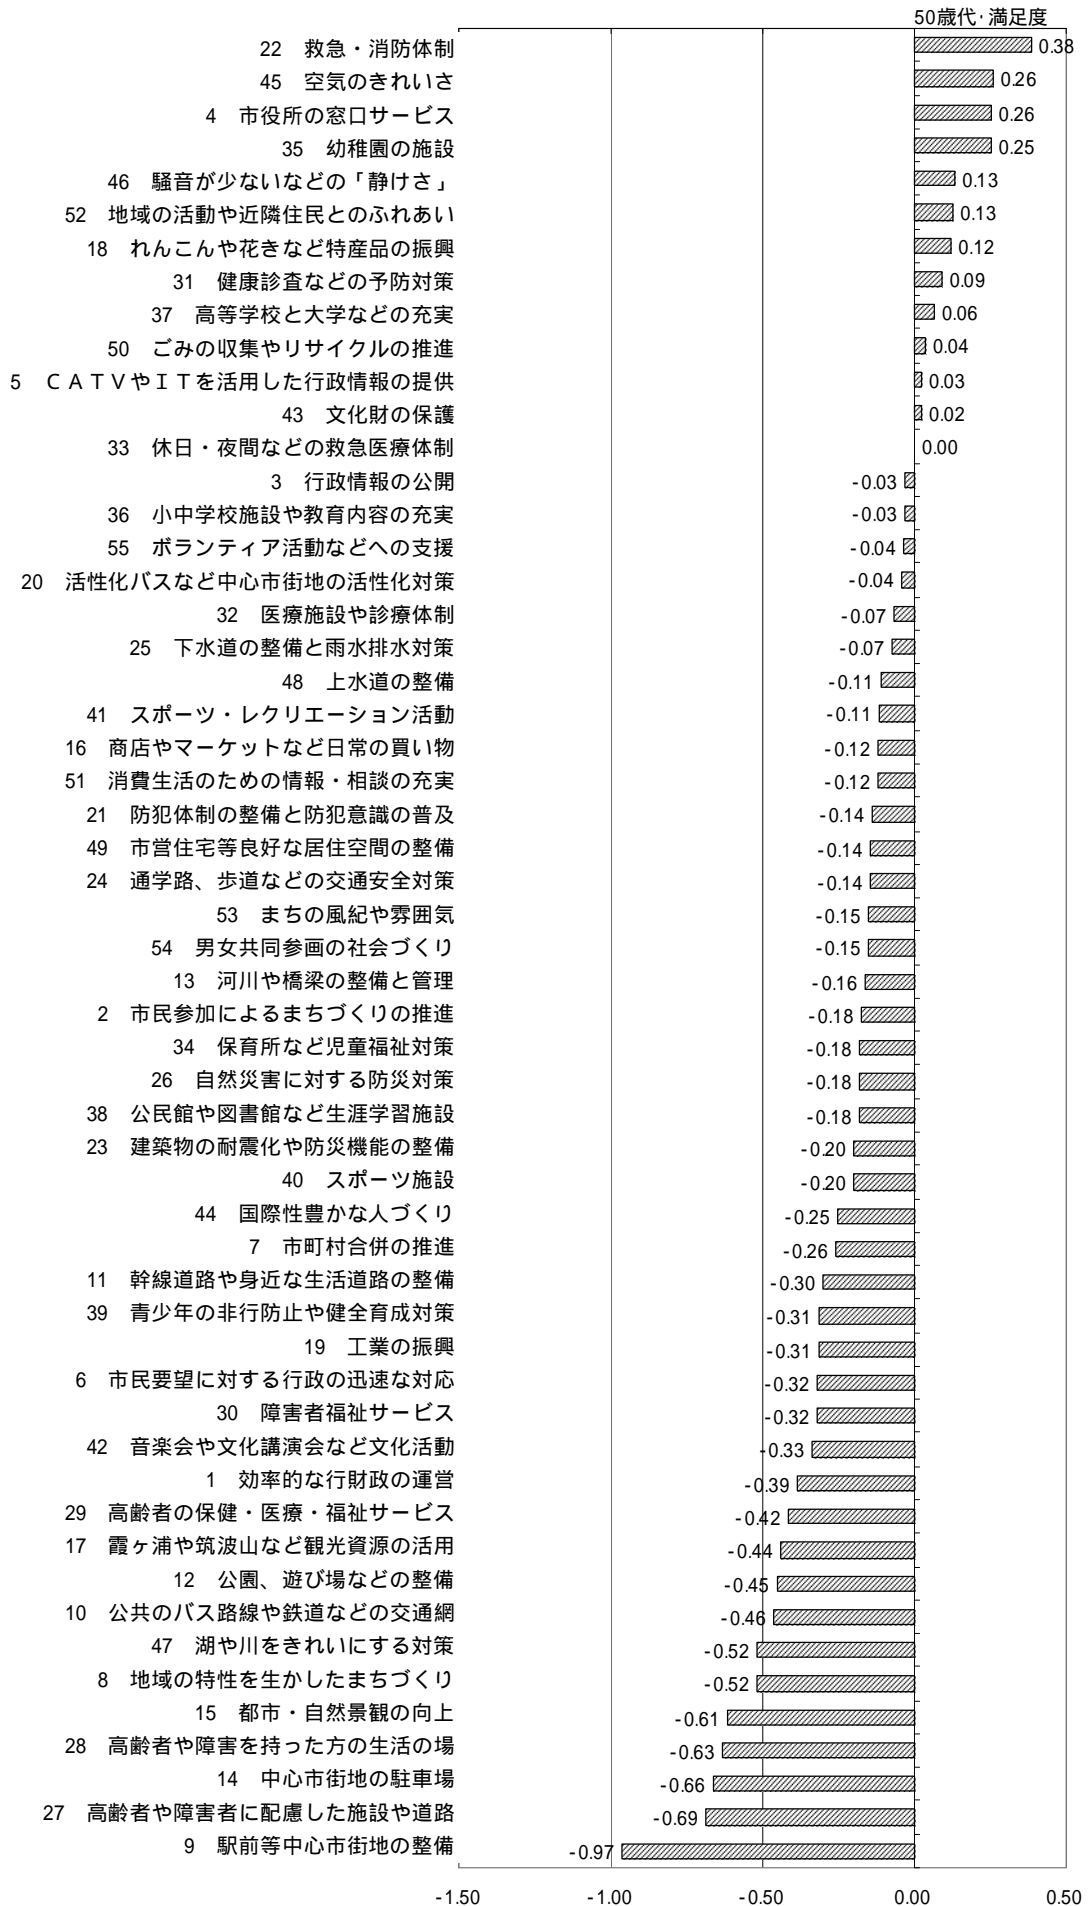 50歳代・満足度
22 救急・消防体制 0.38
45 空気のきれいさ 0.26
4 市役所の窓口サービス 0.26
35 幼稚園の施設 0.25
46 騒音が少ないなどの「静けさ」 0.13
52 地域の活動や近隣住民とのふれあい 0.13
18 れんこんや花きなど特産品の振興 0.12
31 健康診査などの予防対策 0.09
37 高等学校と大学などの充実 0.06
50 ごみの収集やリサイクルの推進 0.04
5 ＣＡＴＶやＩＴを活用した行政情報の提供 0.03
43 文化財の保護 0.02
33 休日・夜間などの救急医療体制 0.00
3 行政情報の公開 -0.03
36 小中学校施設や教育内容の充実 -0.03
55 ボランティア活動などへの支援 -0.04
20 活性化バスなど中心市街地の活性化対策 -0.04
32 医療施設や診療体制 -0.07
25 下水道の整備と雨水排水対策 -0.07
48 上水道の整備 -0.11
41 スポーツ・レクリエーション活動 -0.11
16 商店やマーケットなど日常の買い物 -0.12
51 消費生活のための情報・相談の充実 -0.12
21 防犯体制の整備と防犯意識の普及 -0.14
49 市営住宅等良好な居住空間の整備 -0.14
24 通学路、歩道などの交通安全対策 -0.14
53 まちの風紀や雰囲気 -0.15
54 男女共同参画の社会づくり -0.15
13 河川や橋梁の整備と管理 -0.16
2 市民参加によるまちづくりの推進 -0.18
34 保育所など児童福祉対策 -0.18
26 自然災害に対する防災対策 -0.18
38 公民館や図書館など生涯学習施設 -0.18
23 建築物の耐震化や防災機能の整備 -0.20
40 スポーツ施設 -0.20
44 国際性豊かな人づくり -0.25
7 市町村合併の推進 -0.26
11 幹線道路や身近な生活道路の整備 -0.30
39 青少年の非行防止や健全育成対策 -0.31
19 工業の振興 -0.31
6 市民要望に対する行政の迅速な対応 -0.32
30 障害者福祉サービス -0.32
42 音楽会や文化講演会など文化活動 -0.33
1 効率的な行財政の運営 -0.39
29 高齢者の保健・医療・福祉サービス -0.42
17 霞ヶ浦や筑波山など観光資源の活用 -0.44
12 公園、遊び場などの整備 -0.45
10 公共のバス路線や鉄道などの交通網 -0.46
47 湖や川をきれいにする対策 -0.52
8 地域の特性を生かしたまちづくり -0.52
15 都市・自然景観の向上 -0.61
28 高齢者や障害を持った方の生活の場 -0.63
14 中心市街地の駐車場 -0.66
27 高齢者や障害者に配慮した施設や道路 -0.69
9 駅前等中心市街地の整備 -0.97
-1.50 -1.00 -0.50 0.00 0.50